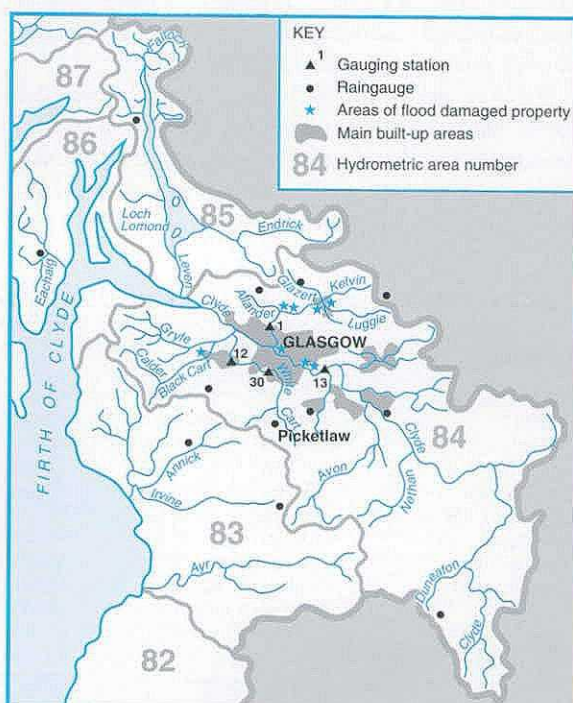 KEY
1 Gauging station
Raingauge
Areas of flood damaged property
Main built-up areas
84 Hydrometric area number
Falloch
87
86
Loch
Lomond
85
Endrick
Leven
Eachaig
Glazert
Kelvin
Allander
Luggie
Clyde
1
GLASGOW
Gryfe
Calder
Black Cart
12
30
White
Cart
13
Picketlaw
Clyde
84
FIRTH OF CLYDE
Annick
Avon
Nethan
Irvine
83
Ayr
Duneaton
Clyde
82